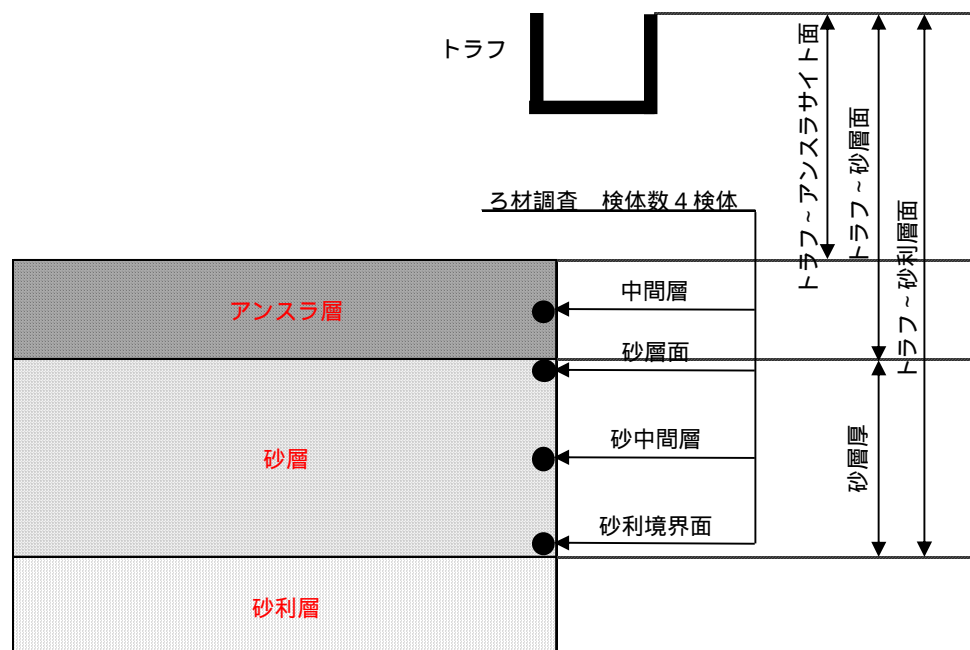 トラフ
ろ材調査 検体数4検体
トラフ~アンスラサイト面
トラフ~砂層面
トラフ~砂利層面
アンスラ層
中間層
砂層面
砂層
砂中間層
砂層厚
砂利境界面
砂利層